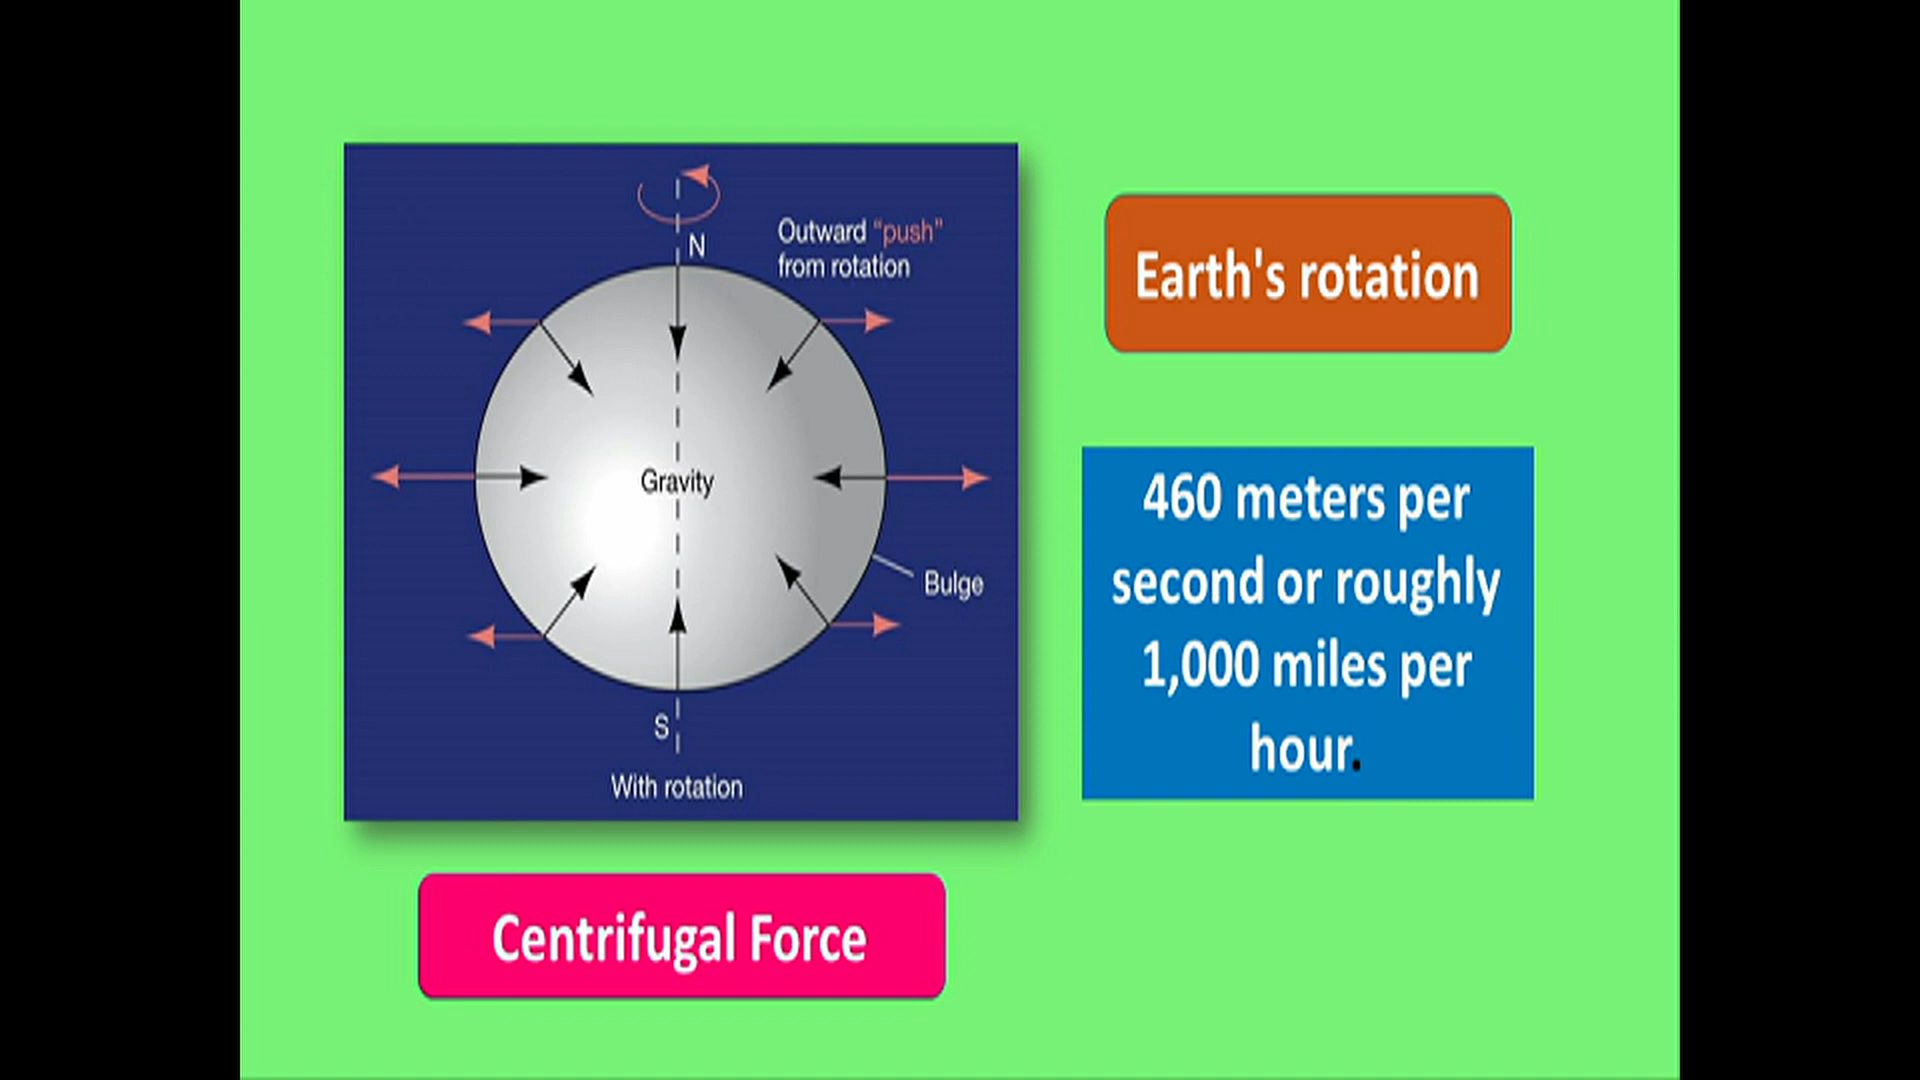 N
Outward "push"
from rotation
Gravity
Bulge
S
With rotation
Centrifugal Force
Earth's rotation
460 meters per
second or roughly
1,000 miles per
hour.